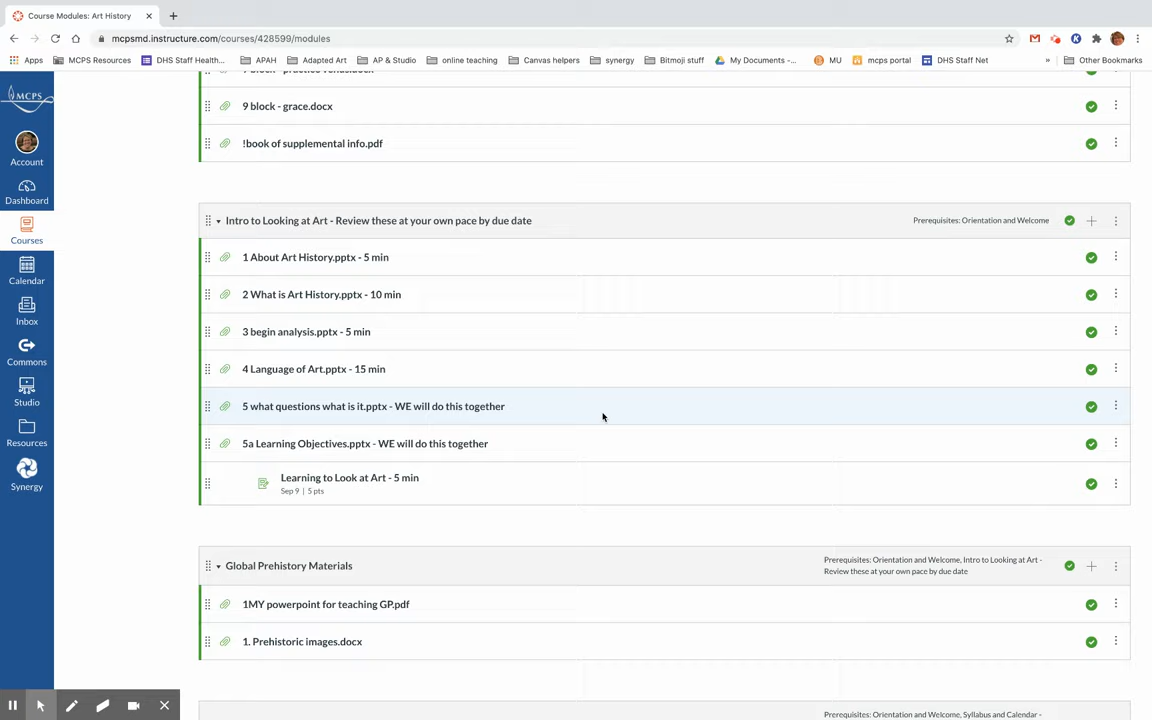 Course Modules: Art History
mcpsmd.instructure.com/courses/428599/modules
Apps
MCPS Resources
DHS Staff Health...
APAH
Adapted Art
AP & Studio
online teaching
Canvas helpers
synergy
Bitmoji stuff
My Documents -...
MU
mcps portal
DHS Staff Net
»
Other Bookmarks
MCPS
Account
Dashboard
Courses
Calendar
Inbox
Commons
Studio
Resources
Synergy
9 block - grace.docx
!book of supplemental info.pdf
Intro to Looking at Art - Review these at your own pace by due date
Prerequisites: Orientation and Welcome
1 About Art History.pptx - 5 min
2 What is Art History.pptx - 10 min
3 begin analysis.pptx - 5 min
4 Language of Art.pptx - 15 min
5 what questions what is it.pptx - WE will do this together
5a Learning Objectives.pptx - WE will do this together
Learning to Look at Art - 5 min
Sep 9 | 5 pts
Global Prehistory Materials
Prerequisites: Orientation and Welcome, Intro to Looking at Art -
Review these at your own pace by due date
1MY powerpoint for teaching GP.pdf
1. Prehistoric images.docx
Prerequisites: Orientation and Welcome, Syllabus and Calendar -